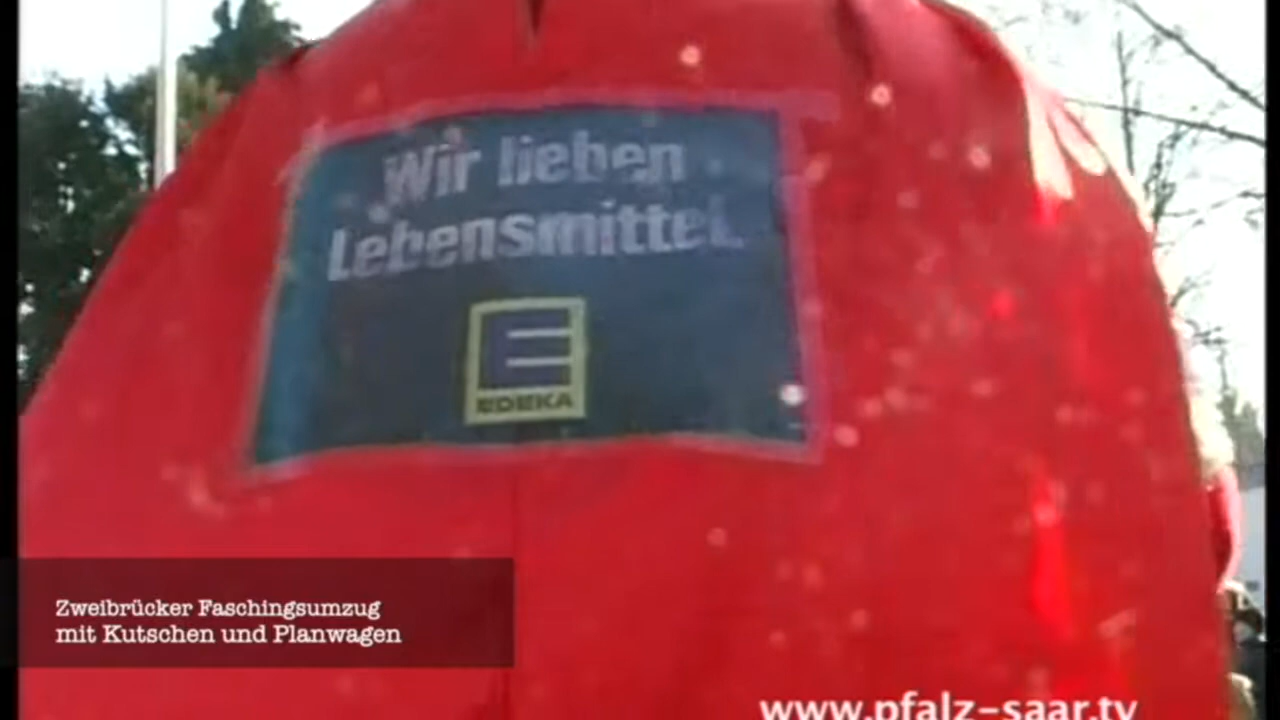 Wir lieben
Lebensmittel.
E
EDEKA
Zweibrücker Faschingsumzug
mit Kutschen und Planwagen
www.pfalz-saar.tv